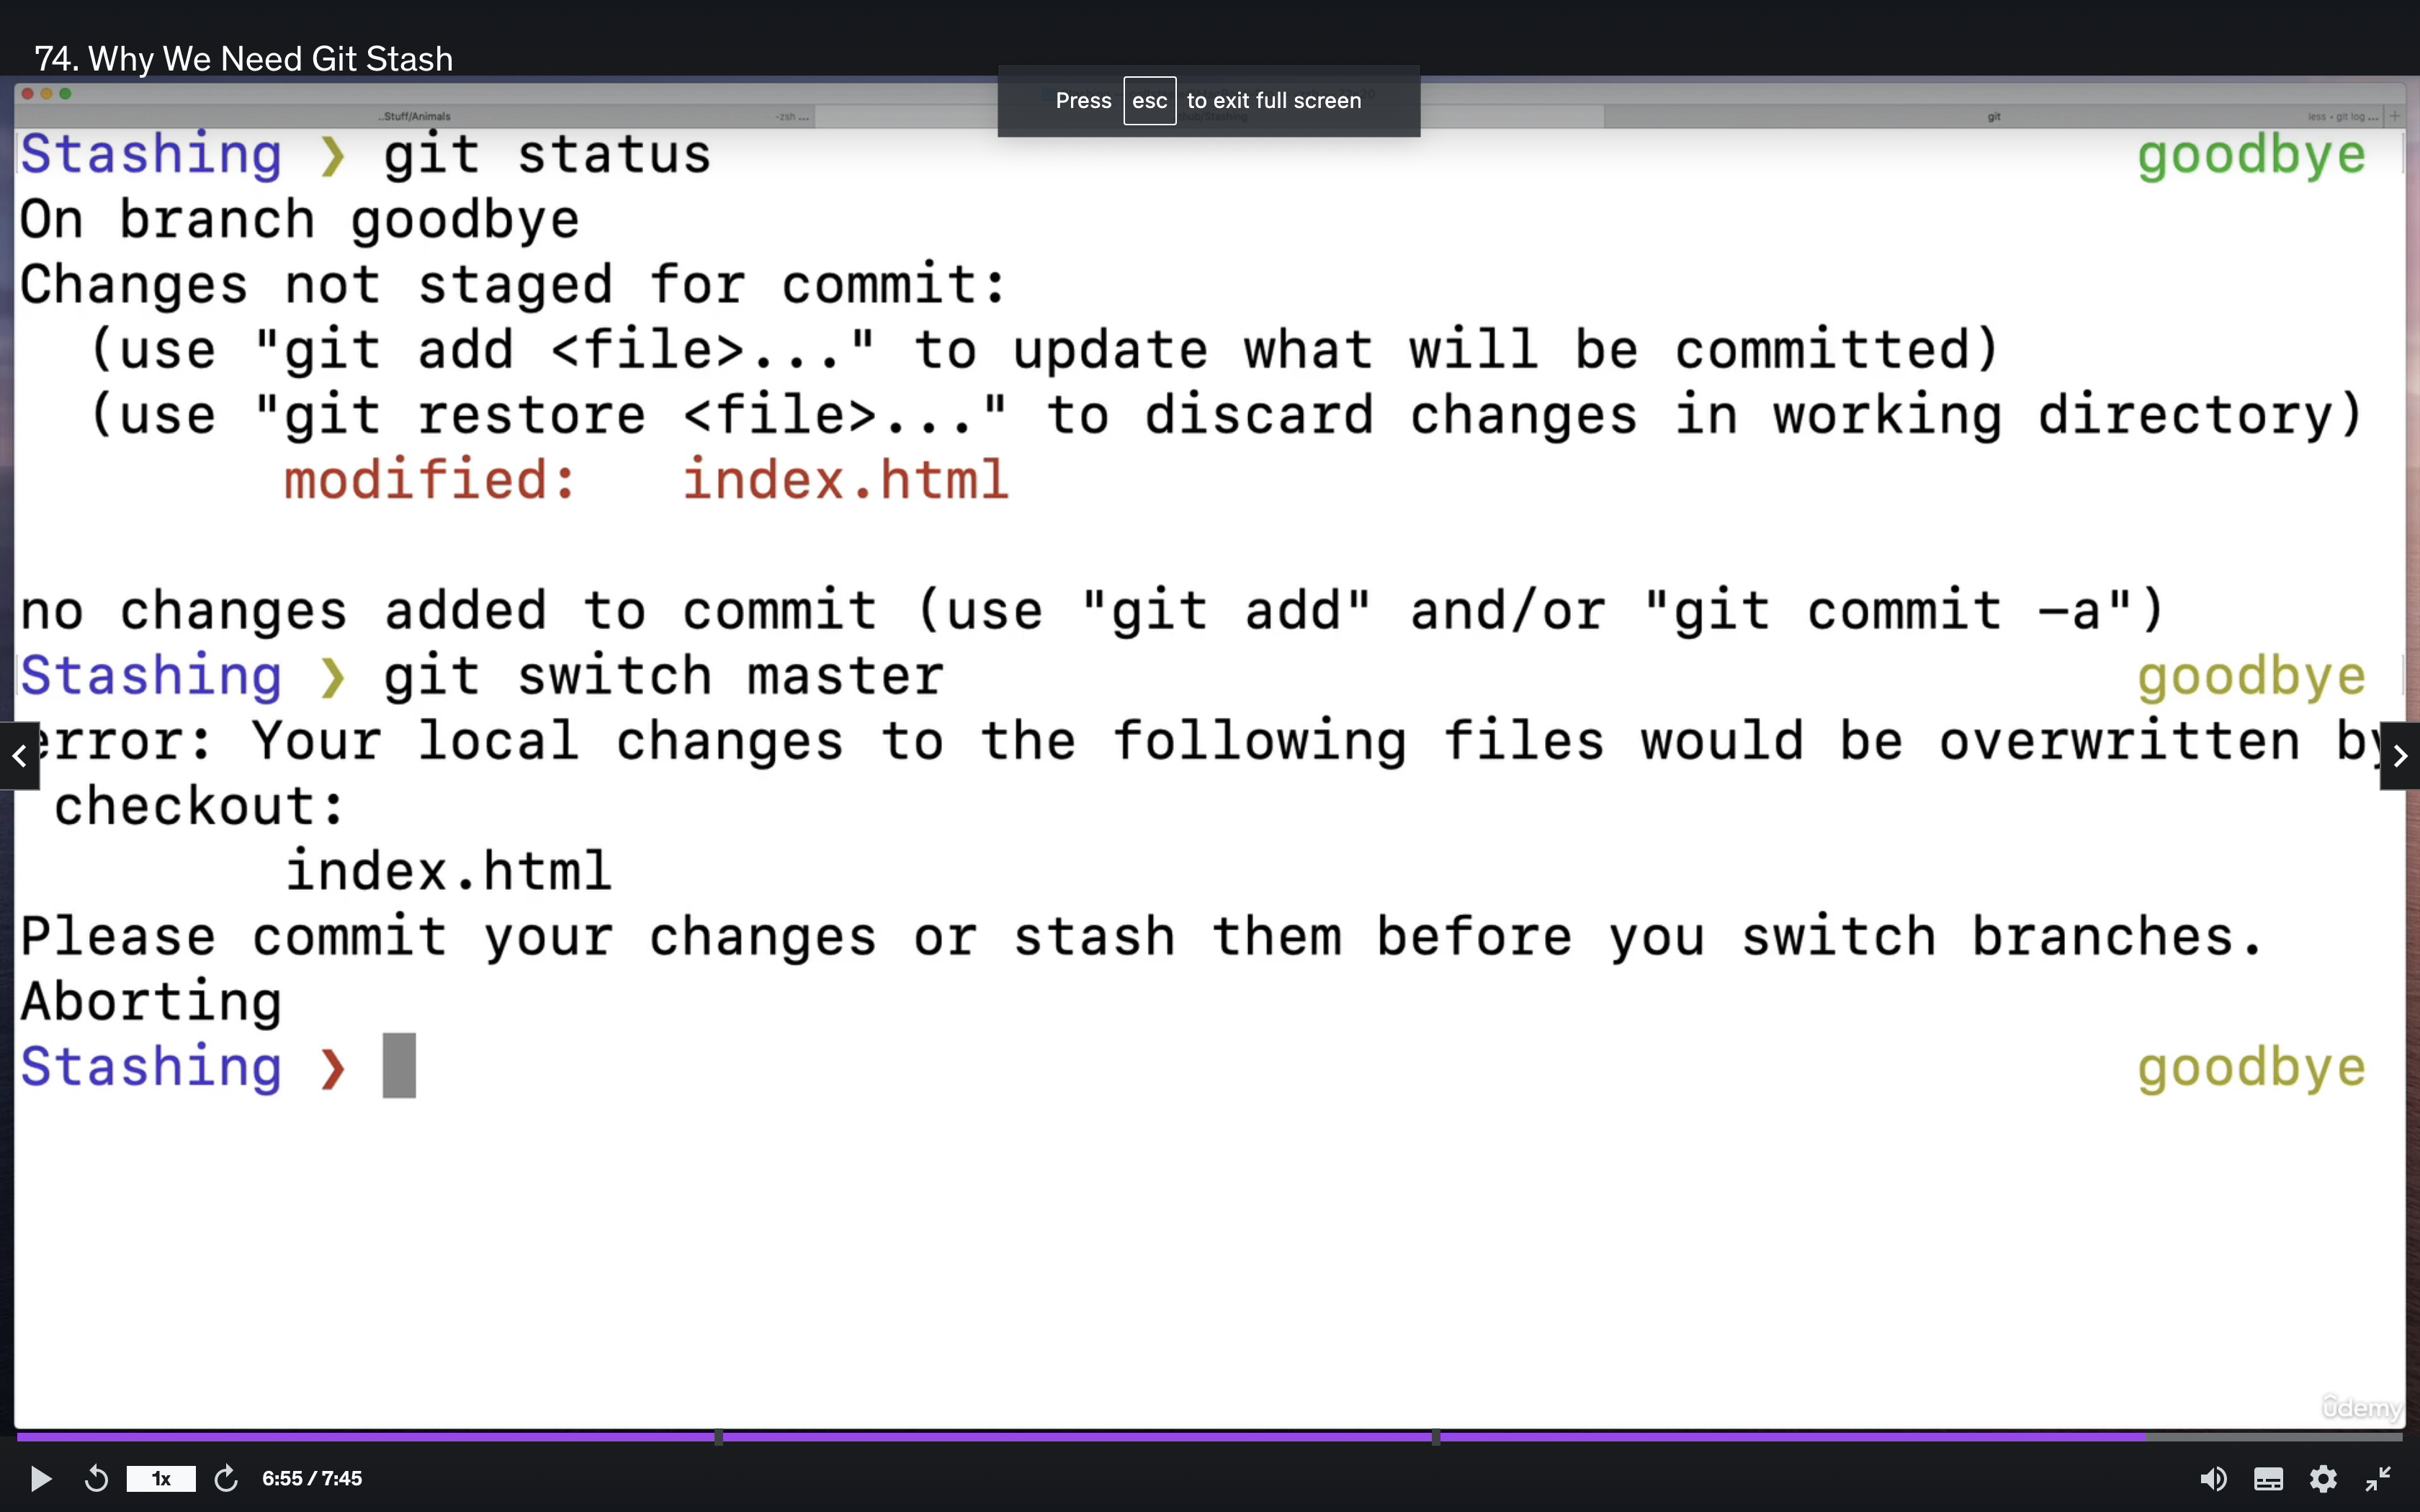 74. Why We Need Git Stash
Press esc to exit full screen
..Stuff/Animals
-zsh ...
git
less • git log ...
Stashing ❯ git status goodbye
On branch goodbye
Changes not staged for commit:
(use "git add <file>..." to update what will be committed)
(use "git restore <file>..." to discard changes in working directory)
modified: index.html
no changes added to commit (use "git add" and/or "git commit -a")
Stashing ❯ git switch master goodbye
error: Your local changes to the following files would be overwritten by
checkout:
index.html
Please commit your changes or stash them before you switch branches.
Aborting
Stashing ❯ goodbye
ûdemy
1x
6:55 / 7:45